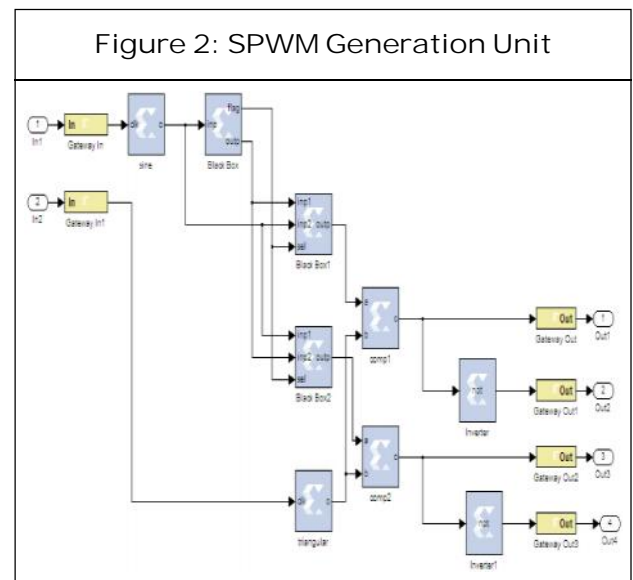 Figure 2: SPWM Generation Unit
1
In1
In
Gateway In
clk
o
sine
inp
flag
outp
Black Box
2
In2
In
Gateway In1
inp1
inp2
sel
outp
Black Box1
inp1
inp2
sel
outp
Black Box2
a
b
o
comp1
a
b
o
comp2
clk
o
triangular
not
Inverter
not
Inverter1
Out
Gateway Out
1
Out1
Out
Gateway Out1
2
Out2
Out
Gateway Out2
3
Out3
Out
Gateway Out3
4
Out4